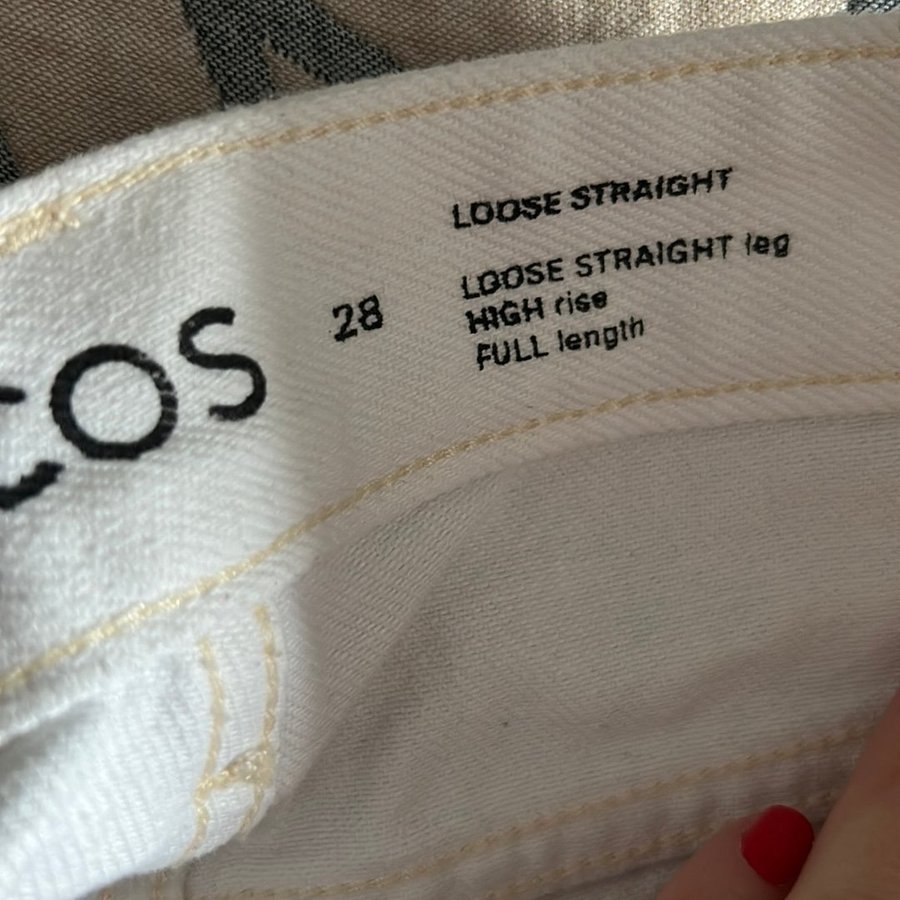 COS
28
LOOSE STRAIGHT
LOOSE STRAIGHT leg
HIGH rise
FULL length